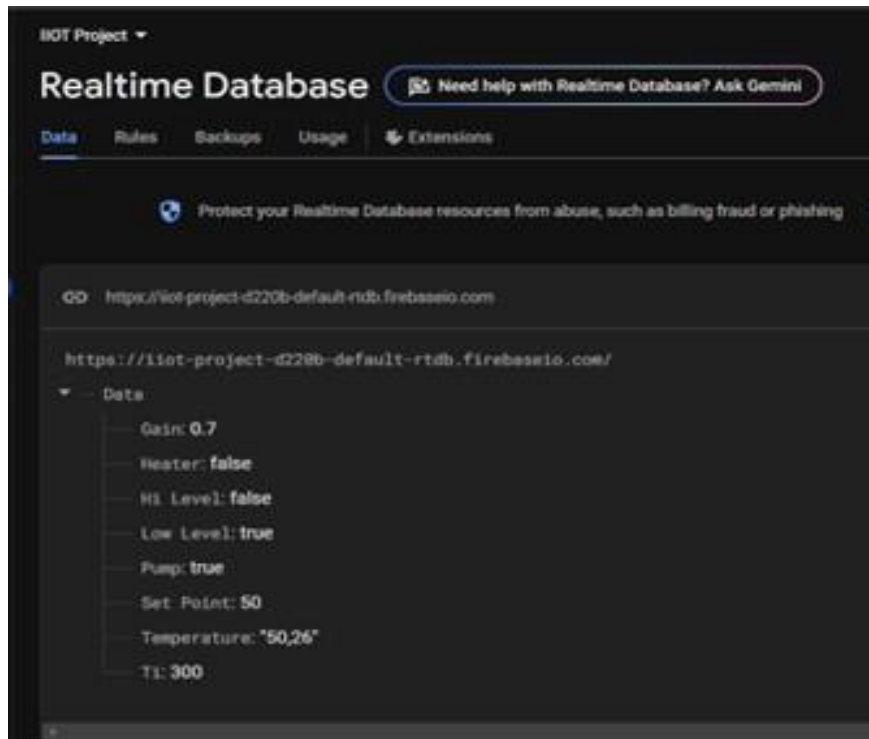 IIOT Project
Realtime Database
Need help with Realtime Database? Ask Gemini
Data Rules Backups Usage Extensions
Protect your Realtime Database resources from abuse, such as billing fraud or phishing
https://iiot-project-d220b-default-rtdb.firebaseio.com
https://iiot-project-d220b-default-rtdb.firebaseio.com/
Data
Gain: 0.7
Heater: false
Hi Level: false
Low Level: true
Pump: true
Set Point: 50
Temperature: "50,26"
Ti: 300